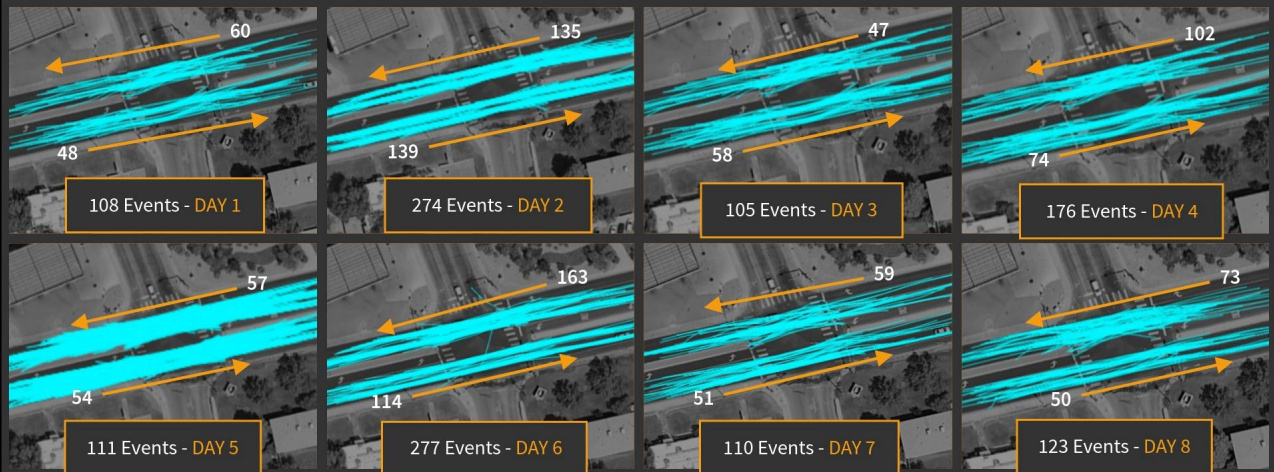 60
48
108 Events - DAY 1
135
139
274 Events - DAY 2
47
58
105 Events - DAY 3
102
74
176 Events - DAY 4
57
54
111 Events - DAY 5
163
114
277 Events - DAY 6
59
51
110 Events - DAY 7
73
50
123 Events - DAY 8